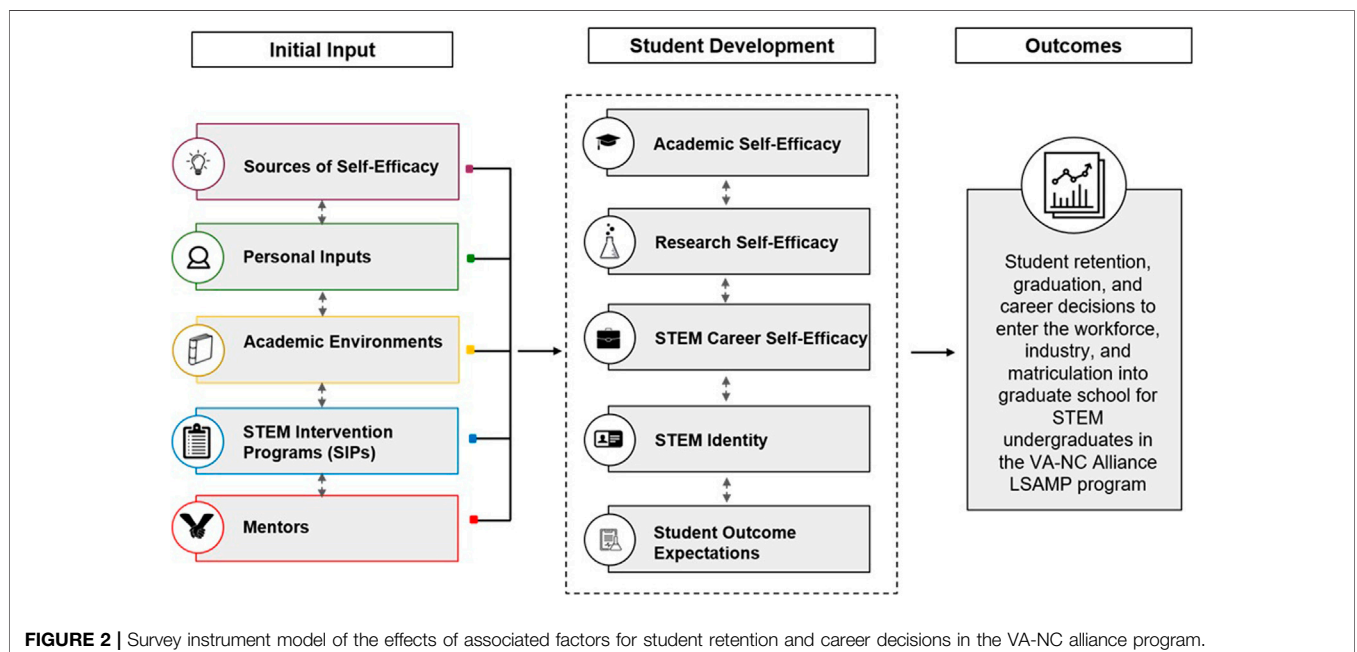 Initial Input
Student Development
Outcomes
Sources of Self-Efficacy
Personal Inputs
Academic Environments
STEM Intervention
Programs (SIPs)
Mentors
Academic Self-Efficacy
Research Self-Efficacy
STEM Career Self-Efficacy
STEM Identity
Student Outcome
Expectations
Student retention,
graduation, and
career decisions to
enter the workforce,
industry, and
matriculation into
graduate school for
STEM
undergraduates in
the VA-NC Alliance
LSAMP program
FIGURE 2 | Survey instrument model of the effects of associated factors for student retention and career decisions in the VA-NC alliance program.